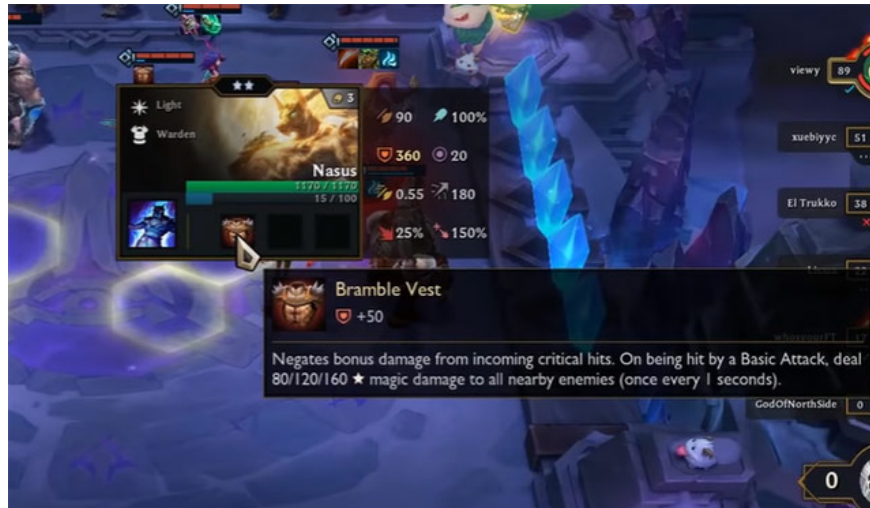 viewy 89
3
Light
Warden
90 100%
xuebiyyc 51
360 20
Nasus
1170 / 1170
0.55 180
15 / 100
El Trukko 38
25% 150%
Bramble Vest
+50
Negates bonus damage from incoming critical hits. On being hit by a Basic Attack, deal
80/120/160 ★ magic damage to all nearby enemies (once every 1 seconds).
GodOfNorthSide 0
0